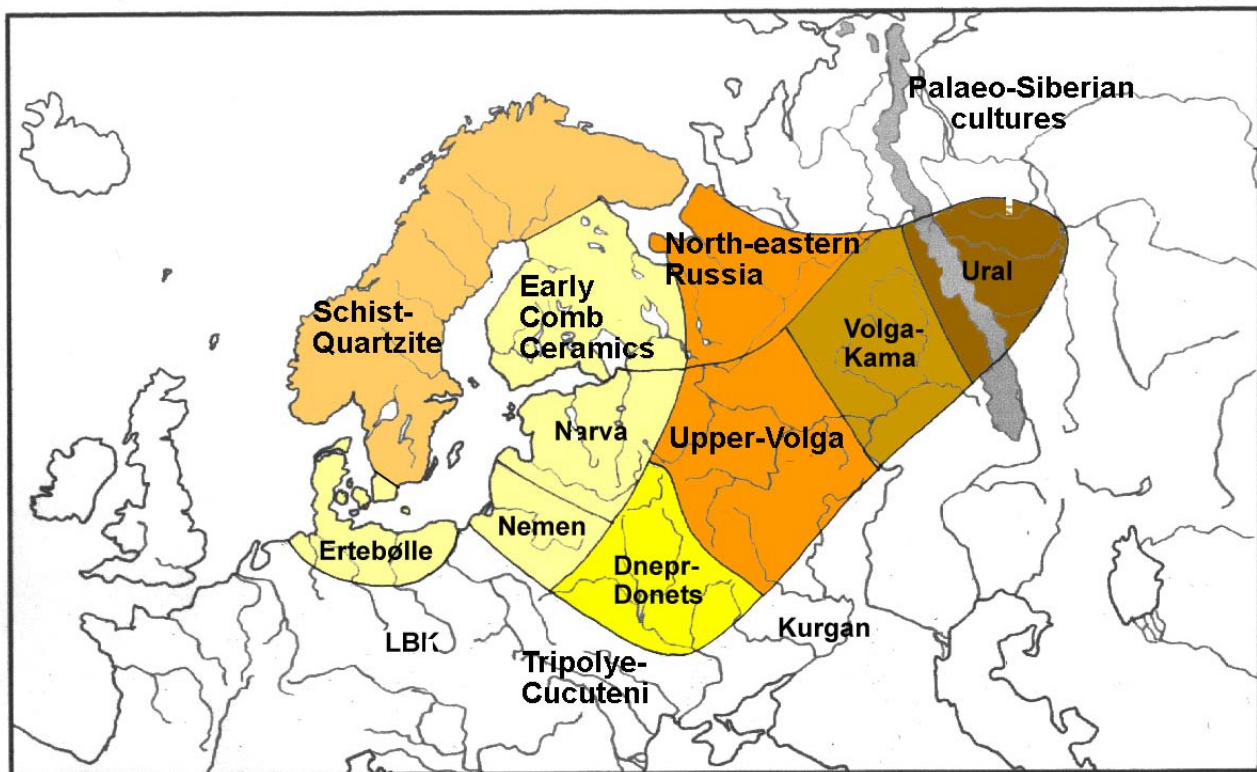 Palaeo-Siberian
cultures
North-eastern
Russia
Ural
Early
Comb
Ceramics
Schist-
Quartzite
Volga-
Kama
Narva
Upper-Volga
Nemen
Ertebølle
Dnepr-
Donets
Kurgan
LBK
Tripolye-
Cucuteni